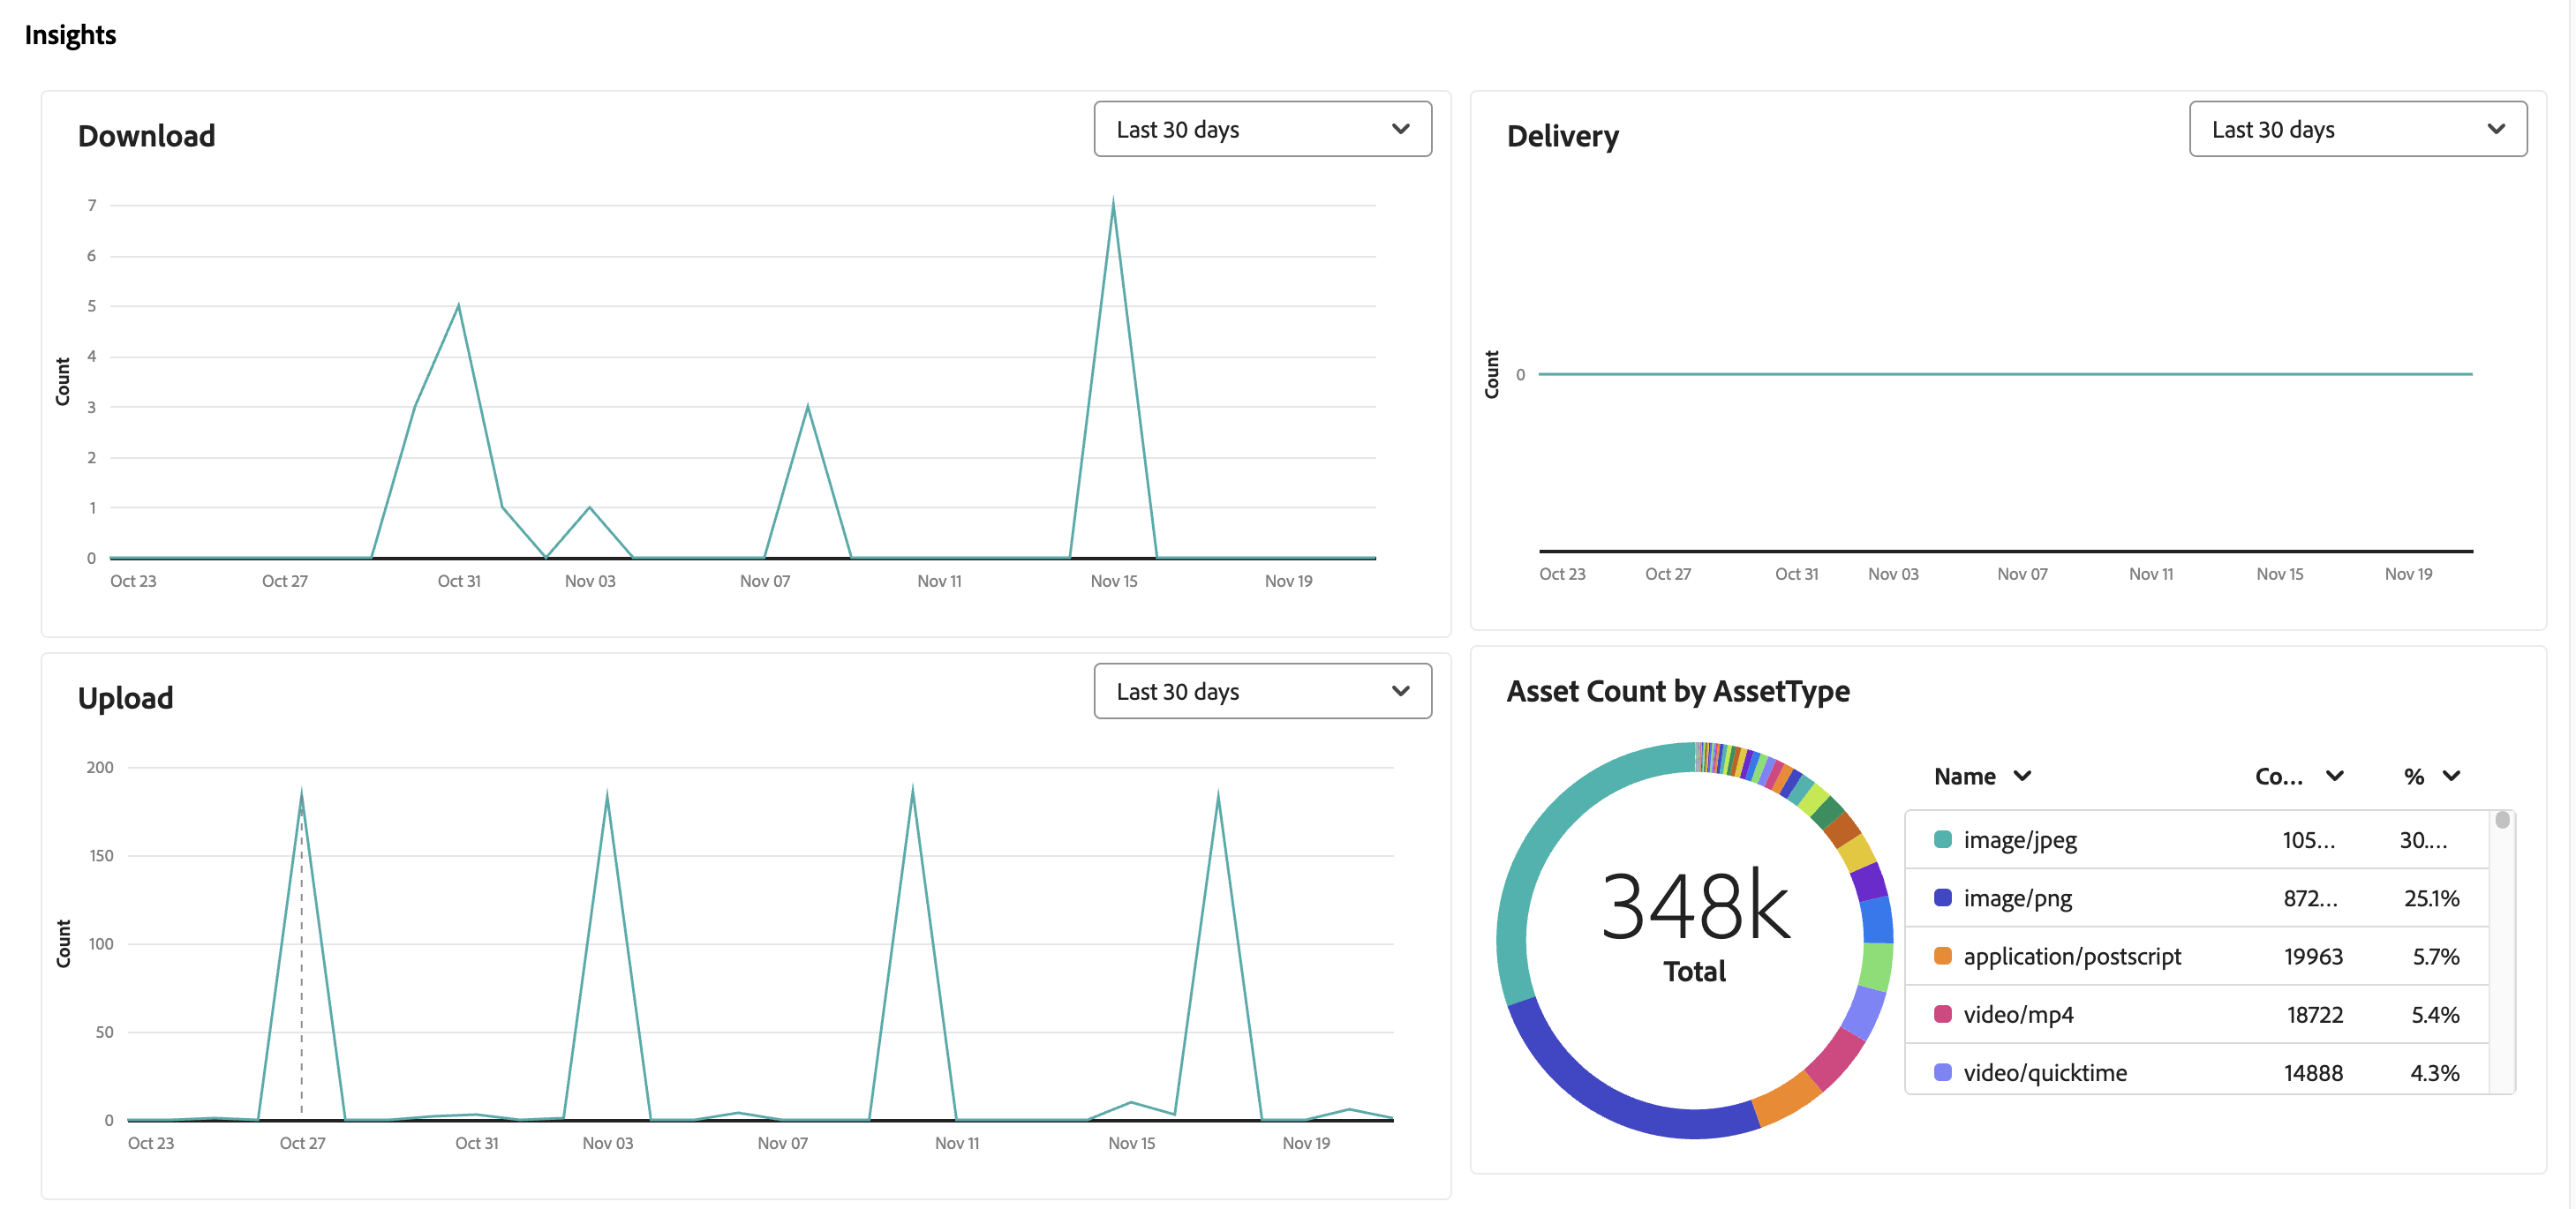 Insights
Download
Last 30 days
7
6
5
4
3
2
1
0
Count
Oct 23 Oct 27 Oct 31 Nov 03 Nov 07 Nov 11 Nov 15 Nov 19
Delivery
Last 30 days
Count
0
Oct 23 Oct 27 Oct 31 Nov 03 Nov 07 Nov 11 Nov 15 Nov 19
Upload
Last 30 days
200
150
100
50
0
Count
Oct 23 Oct 27 Oct 31 Nov 03 Nov 07 Nov 11 Nov 15 Nov 19
Asset Count by AssetType
348k
Total
Name Co... %
image/jpeg 105... 30....
image/png 872... 25.1%
application/postscript 19963 5.7%
video/mp4 18722 5.4%
video/quicktime 14888 4.3%